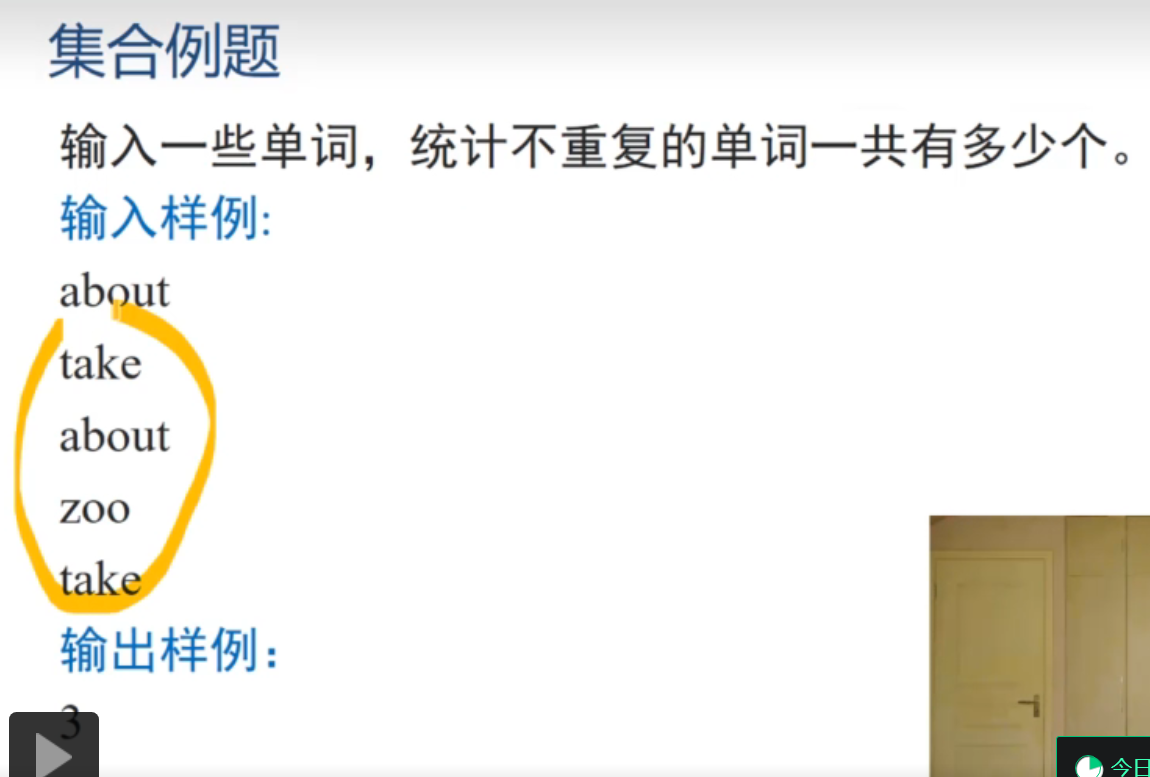 集合例题
输入一些单词，统计不重复的单词一共有多少个。
输入样例:
about
take
about
zoo
take
输出样例：
3
今日